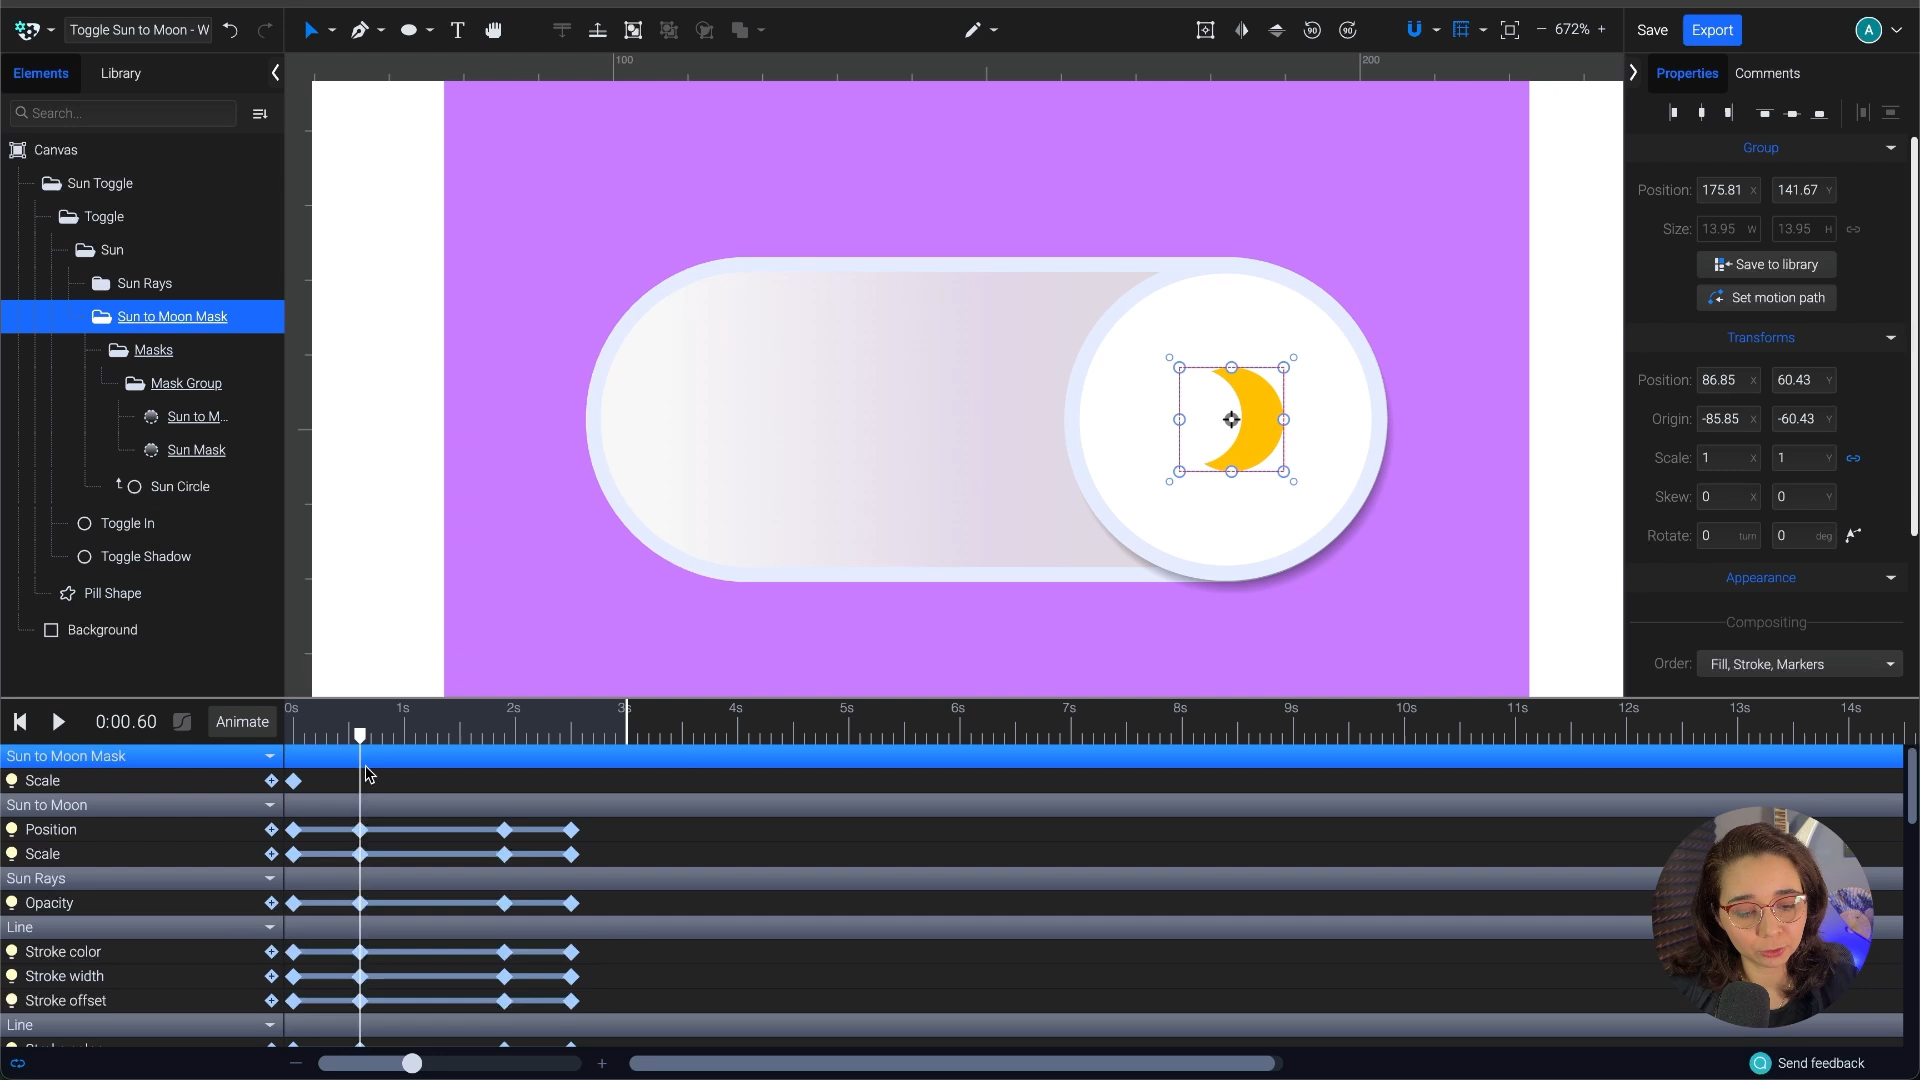 Toggle Sun to Moon - W
672%
Save
Export
A
Elements
Library
Properties
Comments
Search...
Canvas
Sun Toggle
Toggle
Sun
Sun Rays
Sun to Moon Mask
Masks
Mask Group
Sun to M...
Sun Mask
Sun Circle
Toggle In
Toggle Shadow
Pill Shape
Background
100
200
Group
Position: 175.81 X 141.67 Y
Size: 13.95 W 13.95 H
Save to library
Set motion path
Transforms
Position: 86.85 X 60.43 Y
Origin: -85.85 X -60.43 Y
Scale: 1 X 1 Y
Skew: 0 X 0 Y
Rotate: 0 turn 0 deg
Appearance
Compositing
Order: Fill, Stroke, Markers
0:00.60
Animate
0s 1s 2s 3s 4s 5s 6s 7s 8s 9s 10s 11s 12s 13s 14s
Sun to Moon Mask
Scale
Sun to Moon
Position
Scale
Sun Rays
Opacity
Line
Stroke color
Stroke width
Stroke offset
Line
Send feedback